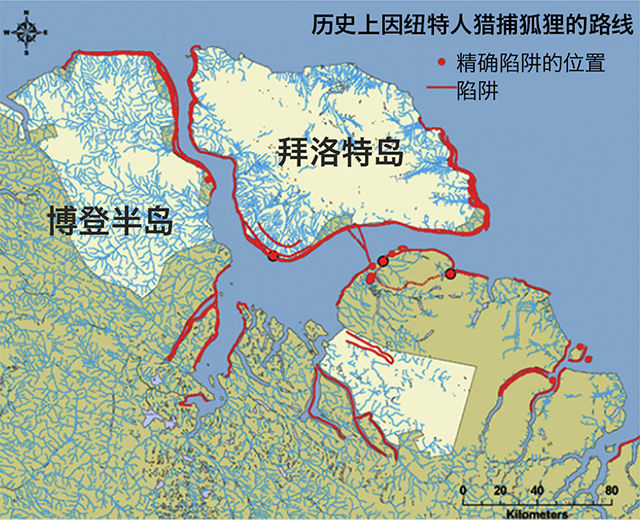 历史上因纽特人猎捕狐狸的路线
N
W
E
S
精确陷阱的位置
陷阱
拜洛特岛
博登半岛
0 20 40 60 80
Kilometers